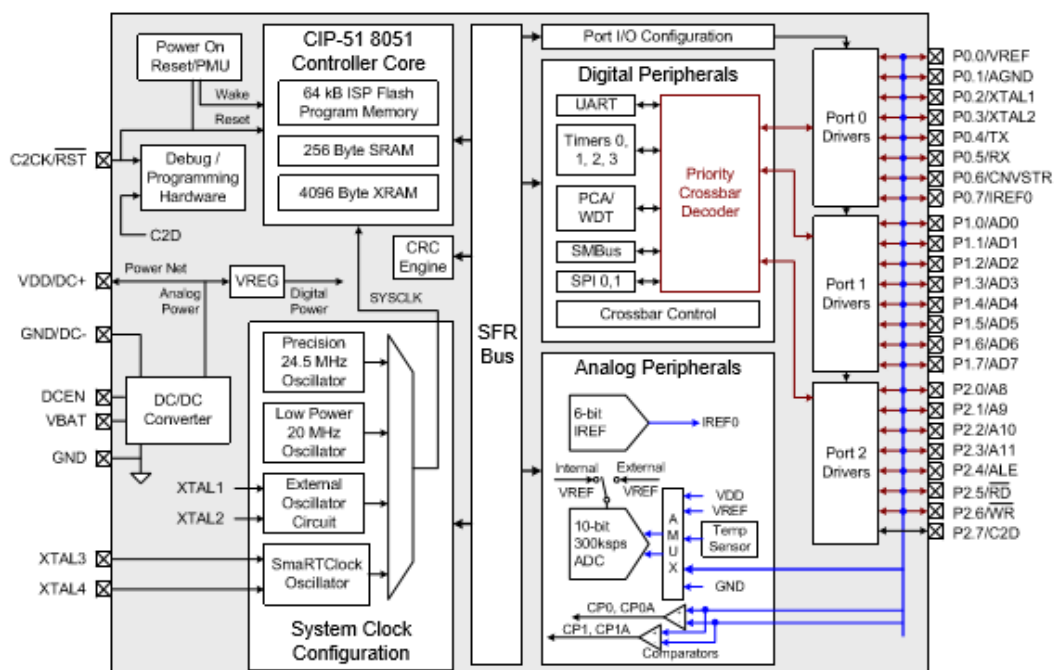 Power On
Reset/PMU
Wake
Reset
C2CK/RST
Debug /
Programming
Hardware
C2D
VDD/DC+
Power Net
Analog
Power
VREG
Digital
Power
GND/DC-
DCEN
VBAT
GND
DC/DC
Converter
XTAL1
XTAL2
XTAL3
XTAL4
CIP-51 8051
Controller Core
64 kB ISP Flash
Program Memory
256 Byte SRAM
4096 Byte XRAM
CRC
Engine
SYSCLK
Precision
24.5 MHz
Oscillator
Low Power
20 MHz
Oscillator
External
Oscillator
Circuit
SmaRTClock
Oscillator
System Clock
Configuration
SFR
Bus
Port I/O Configuration
Digital Peripherals
UART
Timers 0,
1, 2, 3
PCA/
WDT
SMBus
SPI 0,1
Priority
Crossbar
Decoder
Crossbar Control
Analog Peripherals
6-bit
IREF
IREF0
Internal
VREF
External
VREF
10-bit
300ksps
ADC
A
M
U
X
VDD
VREF
Temp
Sensor
GND
CP0, CP0A
CP1, CP1A
Comparators
Port 0
Drivers
Port 1
Drivers
Port 2
Drivers
P0.0/VREF
P0.1/AGND
P0.2/XTAL1
P0.3/XTAL2
P0.4/TX
P0.5/RX
P0.6/CNVSTR
P0.7/IREF0
P1.0/AD0
P1.1/AD1
P1.2/AD2
P1.3/AD3
P1.4/AD4
P1.5/AD5
P1.6/AD6
P1.7/AD7
P2.0/A8
P2.1/A9
P2.2/A10
P2.3/A11
P2.4/ALE
P2.5/RD
P2.6/WR
P2.7/C2D